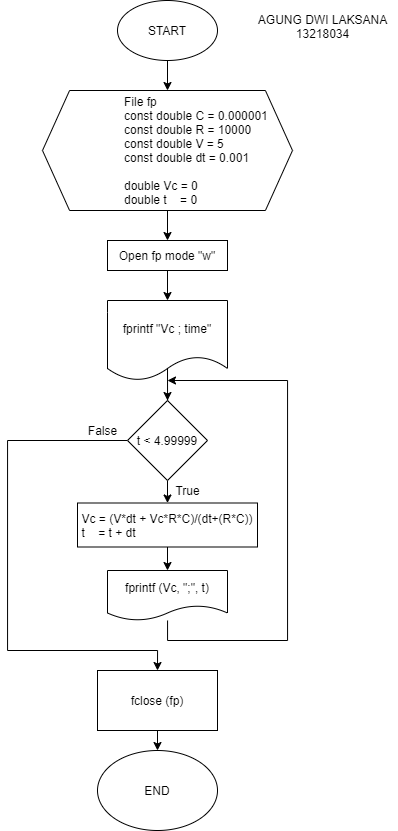 START
AGUNG DWI LAKSANA
13218034
File fp
const double C = 0.000001
const double R = 10000
const double V = 5
const double dt = 0.001
double Vc = 0
double t = 0
Open fp mode "w"
fprintf "Vc ; time"
False
t < 4.99999
True
Vc = (V*dt + Vc*R*C)/(dt+(R*C))
t = t + dt
fprintf (Vc, ";", t)
fclose (fp)
END